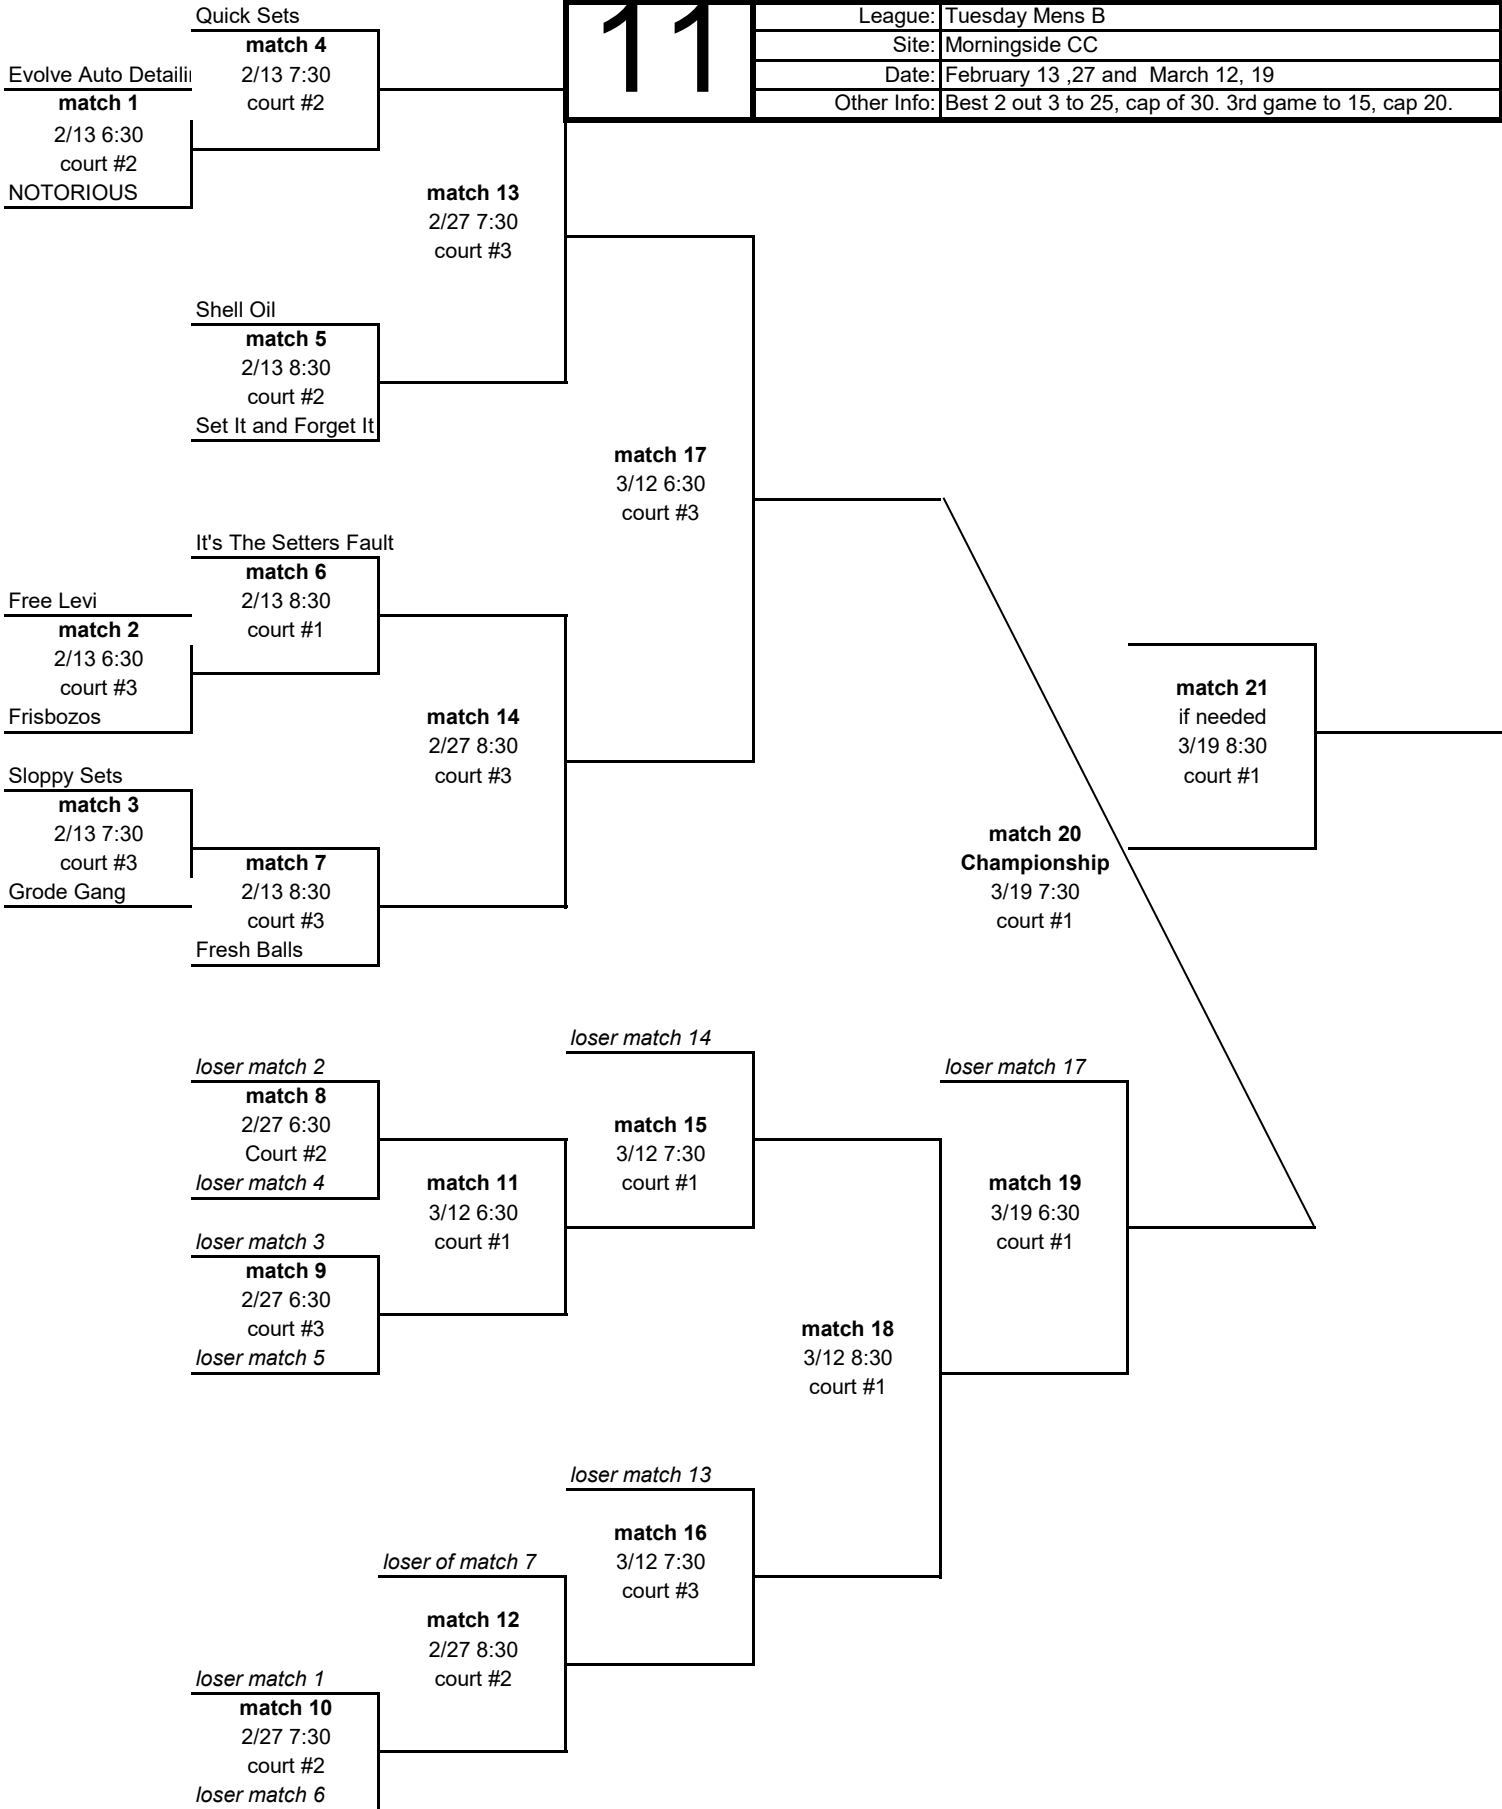 11
League: Tuesday Mens B
Site: Morningside CC
Date: February 13 ,27 and March 12, 19
Other Info: Best 2 out 3 to 25, cap of 30. 3rd game to 15, cap 20.
Quick Sets
match 4
2/13 7:30
court #2
Evolve Auto Detailin
match 1
2/13 6:30
court #2
NOTORIOUS
match 13
2/27 7:30
court #3
Shell Oil
match 5
2/13 8:30
court #2
Set It and Forget It
match 17
3/12 6:30
court #3
It's The Setters Fault
match 6
2/13 8:30
court #1
Free Levi
match 2
2/13 6:30
court #3
Frisbozos
match 14
2/27 8:30
court #3
match 21
if needed
3/19 8:30
court #1
Sloppy Sets
match 3
2/13 7:30
court #3
Grode Gang
match 7
2/13 8:30
court #3
Fresh Balls
match 20
Championship
3/19 7:30
court #1
loser match 14
loser match 2
match 8
2/27 6:30
Court #2
loser match 4
match 15
3/12 7:30
court #1
loser match 17
match 11
3/12 6:30
court #1
match 19
3/19 6:30
court #1
loser match 3
match 9
2/27 6:30
court #3
loser match 5
match 18
3/12 8:30
court #1
loser match 13
match 16
3/12 7:30
court #3
loser of match 7
match 12
2/27 8:30
court #2
loser match 1
match 10
2/27 7:30
court #2
loser match 6